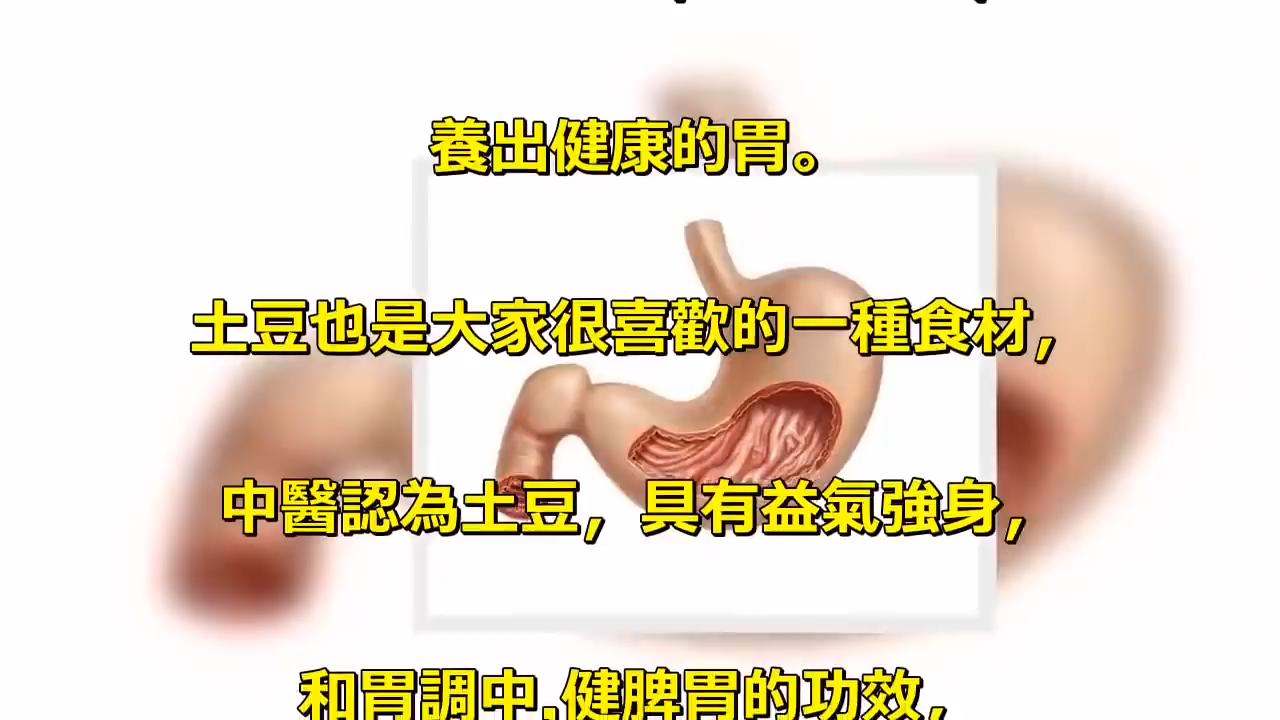 養出健康的胃。
土豆也是大家很喜歡的一種食材，
中醫認為土豆，具有益氣強身，
和胃調中.健脾胃的功效,